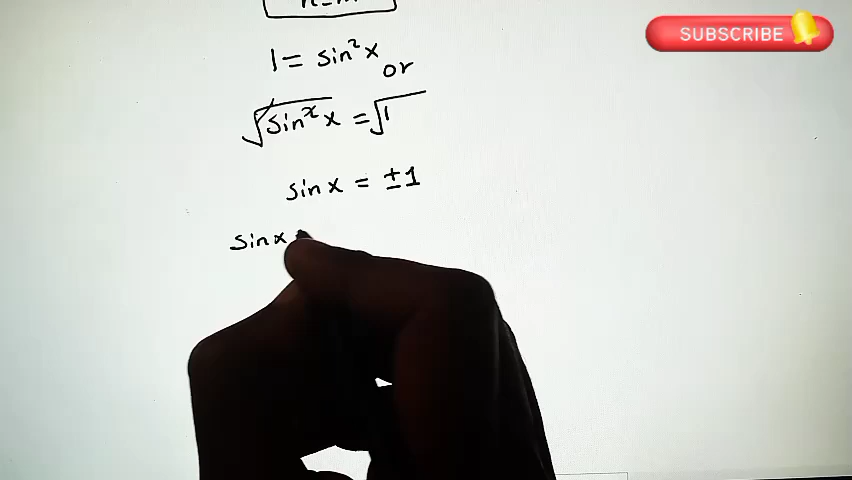 SUBSCRIBE
1 = sin²x
or
√sin²x = √1
sin x = ±1
sin x